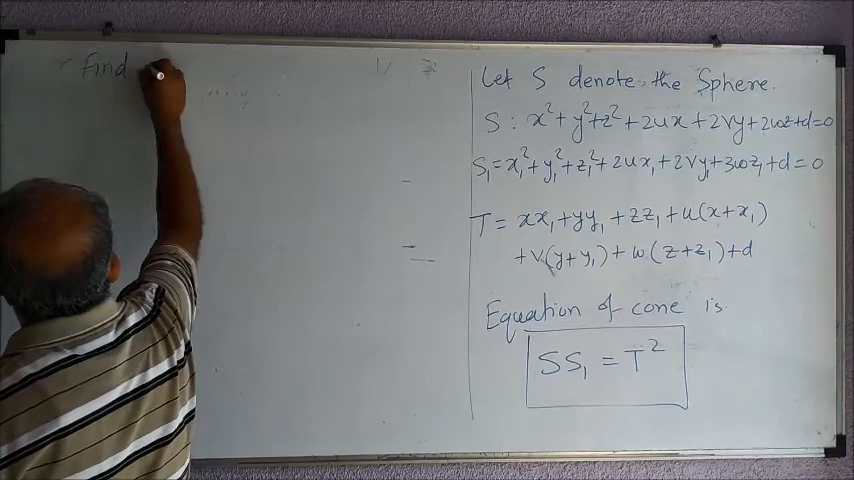 Find
Let S denote the Sphere.
S : x²+y²+z²+2ux+2vy+2wz+d=0
S₁=x₁²+y₁²+z₁²+2ux₁+2vy₁+3wz₁+d=0
T= xx₁+yy₁+zz₁+u(x+x₁)
+v(y+y₁)+w(z+z₁)+d
Equation of cone is
SS₁ = T²